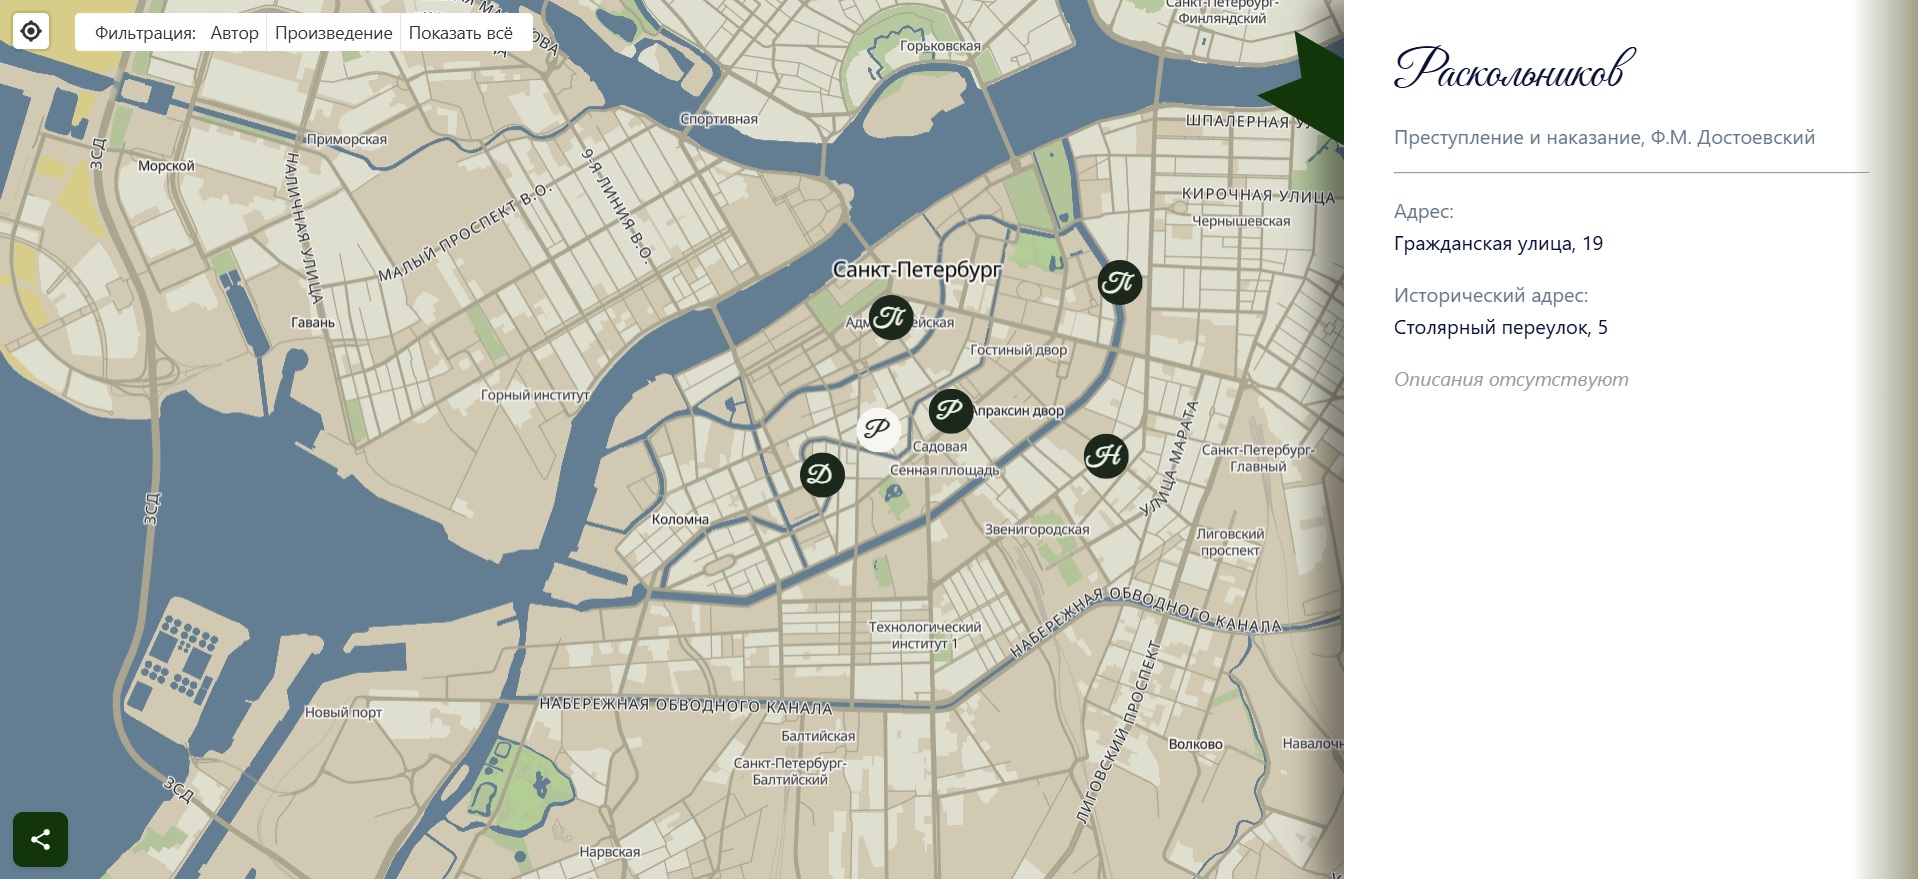 Фильтрация: Автор Произведение Показать всё
Санкт-Петербург-
Финляндский
Горьковская
Спортивная
ШПАЛЕРНАЯ
ЗСД
Приморская
Морской
НАЛИЧНАЯ УЛИЦА
МАЛЫЙ ПРОСПЕКТ В.О.
9-Я ЛИНИЯ В.О.
КИРОЧНАЯ УЛИЦА
Чернышевская
Санкт-Петербург
П
П
Гавань
Гостиный двор
Горный институт
Р
Апраксин двор
Р
Садовая
Сенная площадь
Н
Д
УЛИЦА МАРАТА
Санкт-Петербург-
Главный
ЗСД
Коломна
Звенигородская
Лиговский
проспект
Технологический
институт 1
НАБЕРЕЖНАЯ ОБВОДНОГО КАНАЛА
НАБЕРЕЖНАЯ ОБВОДНОГО КАНАЛА
ЛИГОВСКИЙ ПРОСПЕКТ
Новый порт
Балтийская
Санкт-Петербург-
Балтийский
Волково
ЗСД
Нарвская
Раскольников
Преступление и наказание, Ф.М. Достоевский
Адрес:
Гражданская улица, 19
Исторический адрес:
Столярный переулок, 5
Описания отсутствуют